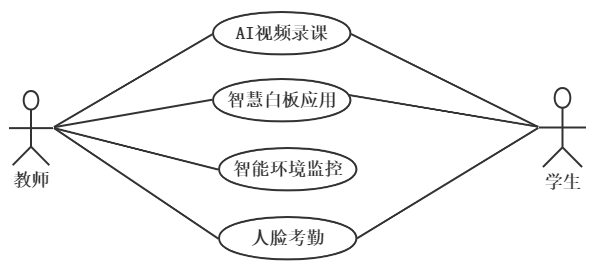 AI视频录课
智慧白板应用
智能环境监控
人脸考勤
教师
学生